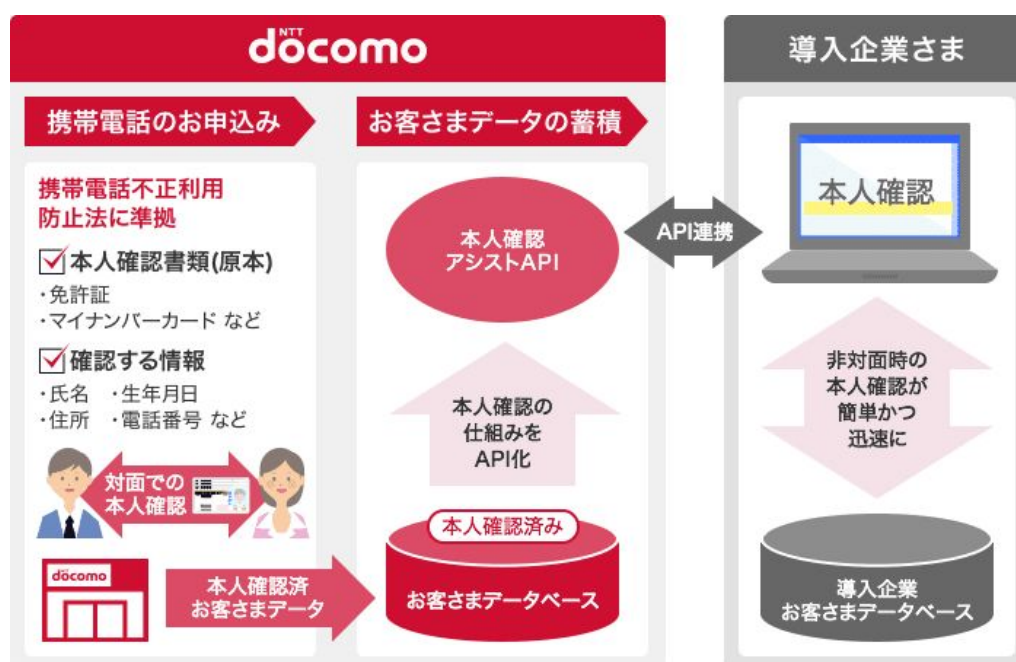 NTT
döcomo
導入企業さま
携帯電話のお申込み
お客さまデータの蓄積
携帯電話不正利用
防止法に準拠
本人確認書類(原本)
・免許証
・マイナンバーカード など
確認する情報
・氏名 ・生年月日
・住所 ・電話番号 など
対面での
本人確認
döcomo
本人確認済
お客さまデータ
本人確認
アシストAPI
本人確認の
仕組みを
API化
本人確認済み
お客さまデータベース
API連携
本人確認
非対面時の
本人確認が
簡単かつ
迅速に
導入企業
お客さまデータベース